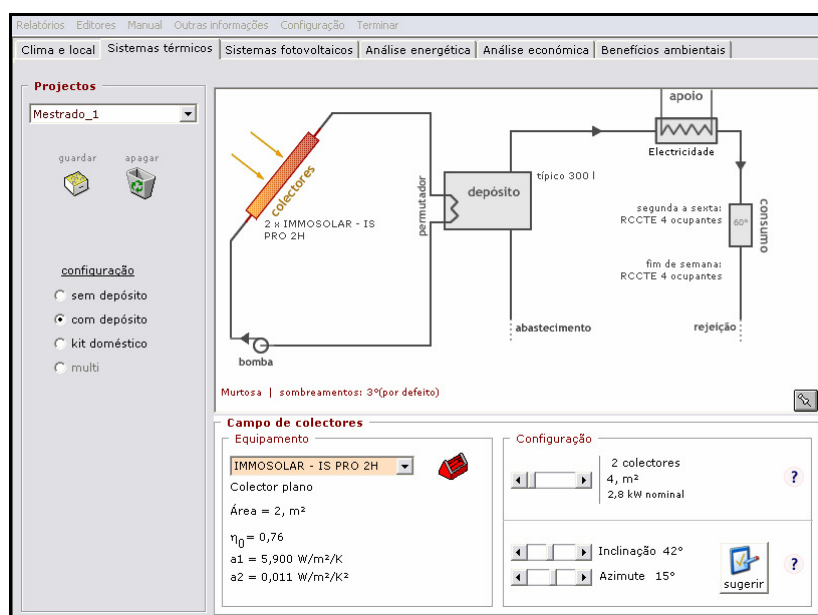 Relatórios Editores Manual Outras informações Configuração Terminar
Clima e local Sistemas térmicos Sistemas fotovoltaicos Análise energética Análise económica Benefícios ambientais
Projectos
Mestrado_1
guardar apagar
configuração
sem depósito
com depósito
kit doméstico
multi
apoio
Electricidade
colectores
2 x IMMOSOLAR - IS
PRO 2H
permutador
depósito
típico 300 l
segunda a sexta:
RCCTE 4 ocupantes
60°
consumo
fim de semana:
RCCTE 4 ocupantes
abastecimento
rejeição
bomba
Murtosa | sombreamentos: 3º(por defeito)
Campo de colectores
Equipamento
IMMOSOLAR - IS PRO 2H
Colector plano
Área = 2, m²
η0= 0,76
a1 = 5,900 W/m²/K
a2 = 0,011 W/m²/K²
Configuração
2 colectores
4, m²
2,8 kW nominal
?
Inclinação 42°
Azimute 15°
sugerir
?